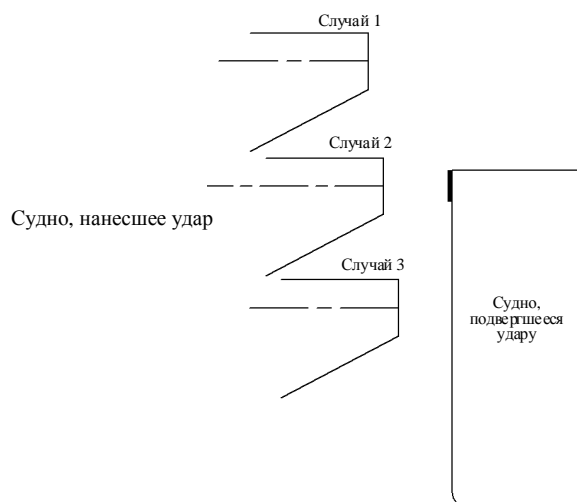 Случай 1
Случай 2
Судно, нанесшее удар
Случай 3
Судно,
подвергшееся
удару